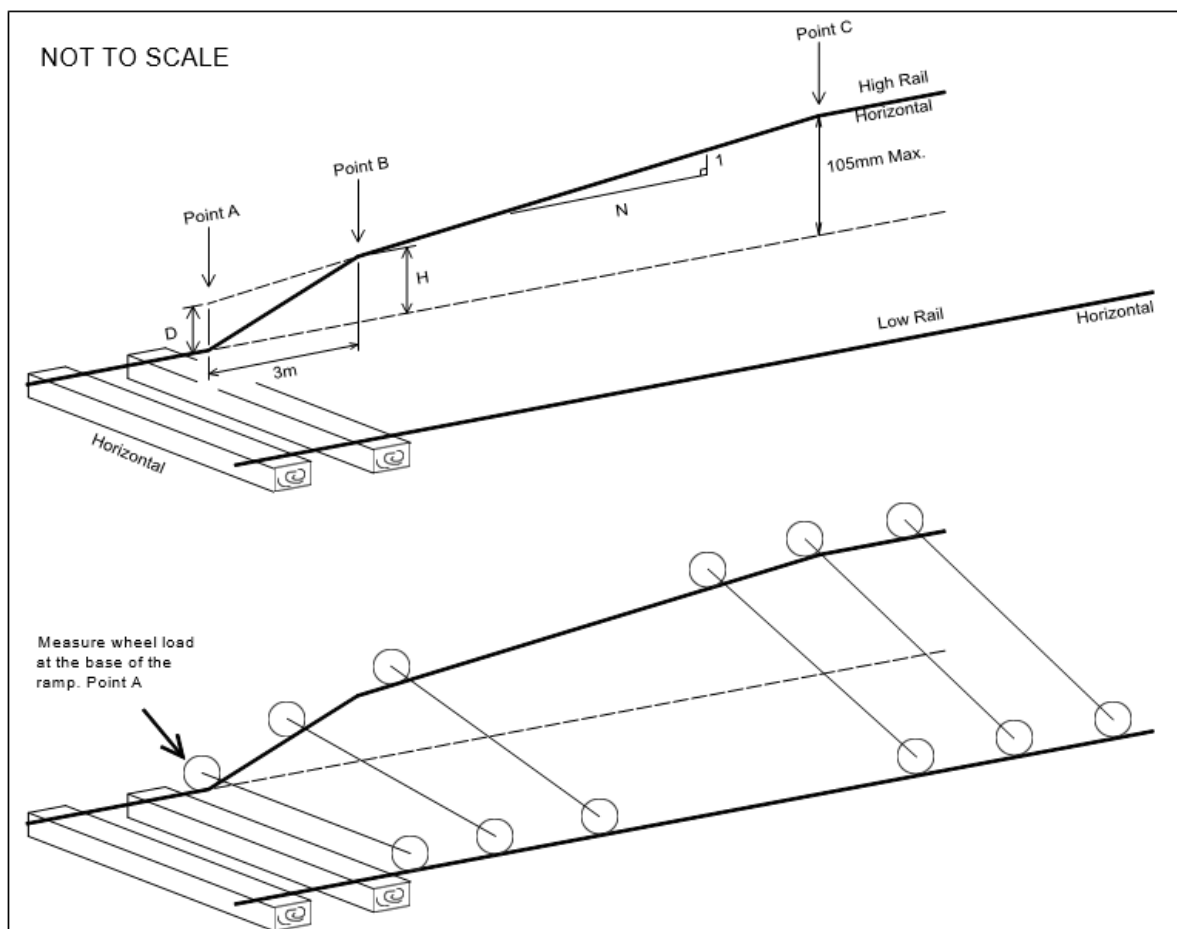 NOT TO SCALE
Point C
High Rail
Horizontal
Point B
1
105mm Max.
N
Point A
H
D
Low Rail
Horizontal
3m
Horizontal
Measure wheel load
at the base of the
ramp. Point A